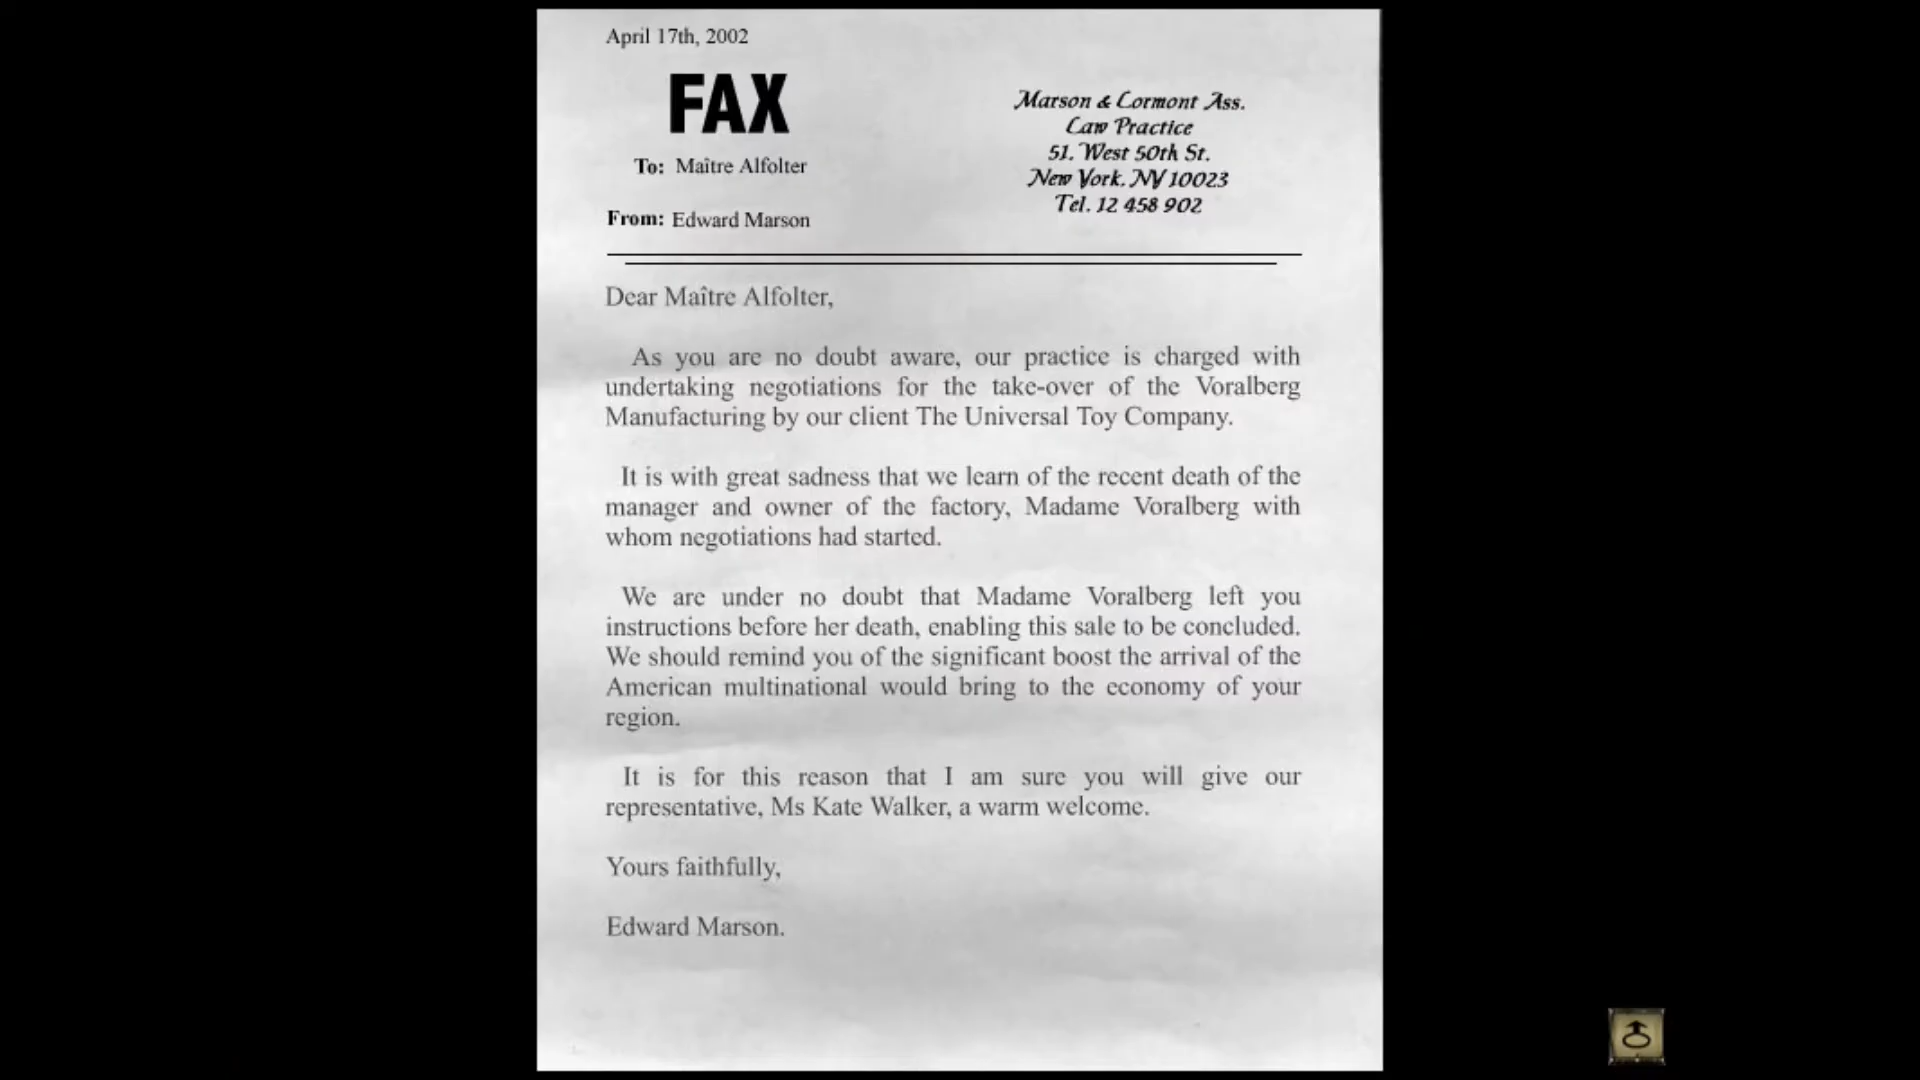 April 17th, 2002
FAX
Marson & Lormont Ass.
Law Practice
51. West 50th St.
New York. NY 10023
Tel. 12 458 902
To: Maître Alfolter
From: Edward Marson
Dear Maître Alfolter,
As you are no doubt aware, our practice is charged with
undertaking negotiations for the take-over of the Voralberg
Manufacturing by our client The Universal Toy Company.
It is with great sadness that we learn of the recent death of the
manager and owner of the factory, Madame Voralberg with
whom negotiations had started.
We are under no doubt that Madame Voralberg left you
instructions before her death, enabling this sale to be concluded.
We should remind you of the significant boost the arrival of the
American multinational would bring to the economy of your
region.
It is for this reason that I am sure you will give our
representative, Ms Kate Walker, a warm welcome.
Yours faithfully,
Edward Marson.